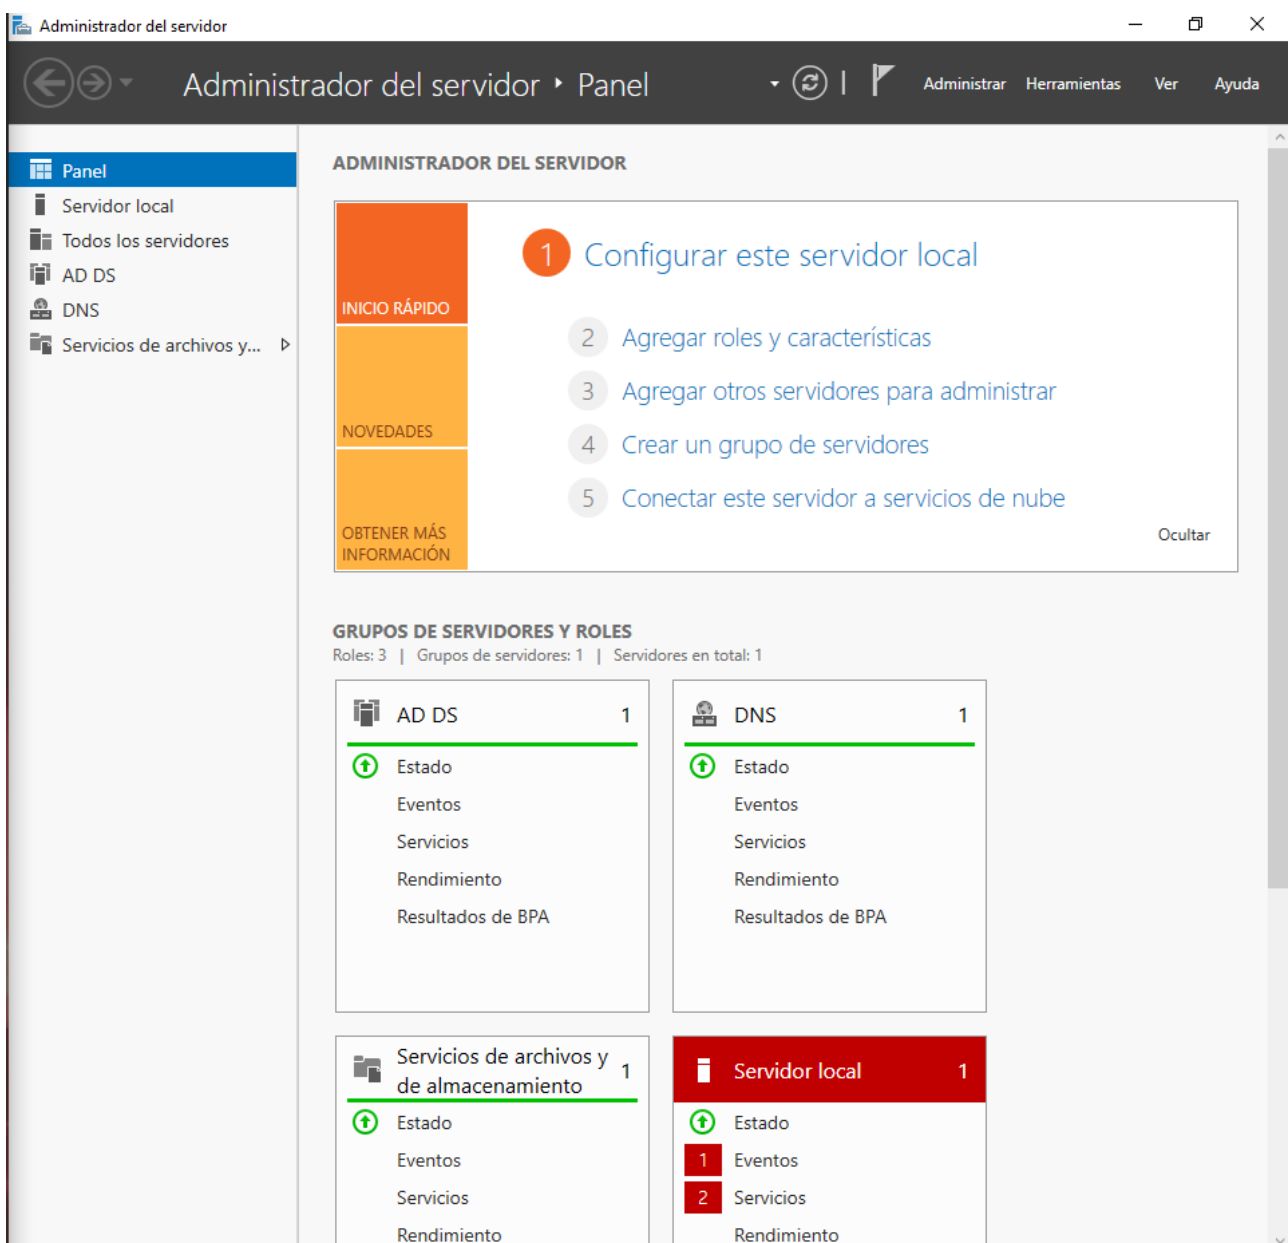 Administrador del servidor
Administrador del servidor ‣ Panel
Administrar Herramientas Ver Ayuda
Panel
Servidor local
Todos los servidores
AD DS
DNS
Servicios de archivos y...
ADMINISTRADOR DEL SERVIDOR
INICIO RÁPIDO
NOVEDADES
OBTENER MÁS
INFORMACIÓN
1 Configurar este servidor local
2 Agregar roles y características
3 Agregar otros servidores para administrar
4 Crear un grupo de servidores
5 Conectar este servidor a servicios de nube
Ocultar
GRUPOS DE SERVIDORES Y ROLES
Roles: 3 | Grupos de servidores: 1 | Servidores en total: 1
AD DS 1
Estado
Eventos
Servicios
Rendimiento
Resultados de BPA
DNS 1
Estado
Eventos
Servicios
Rendimiento
Resultados de BPA
Servicios de archivos y
de almacenamiento 1
Estado
Eventos
Servicios
Rendimiento
Servidor local 1
Estado
1 Eventos
2 Servicios
Rendimiento